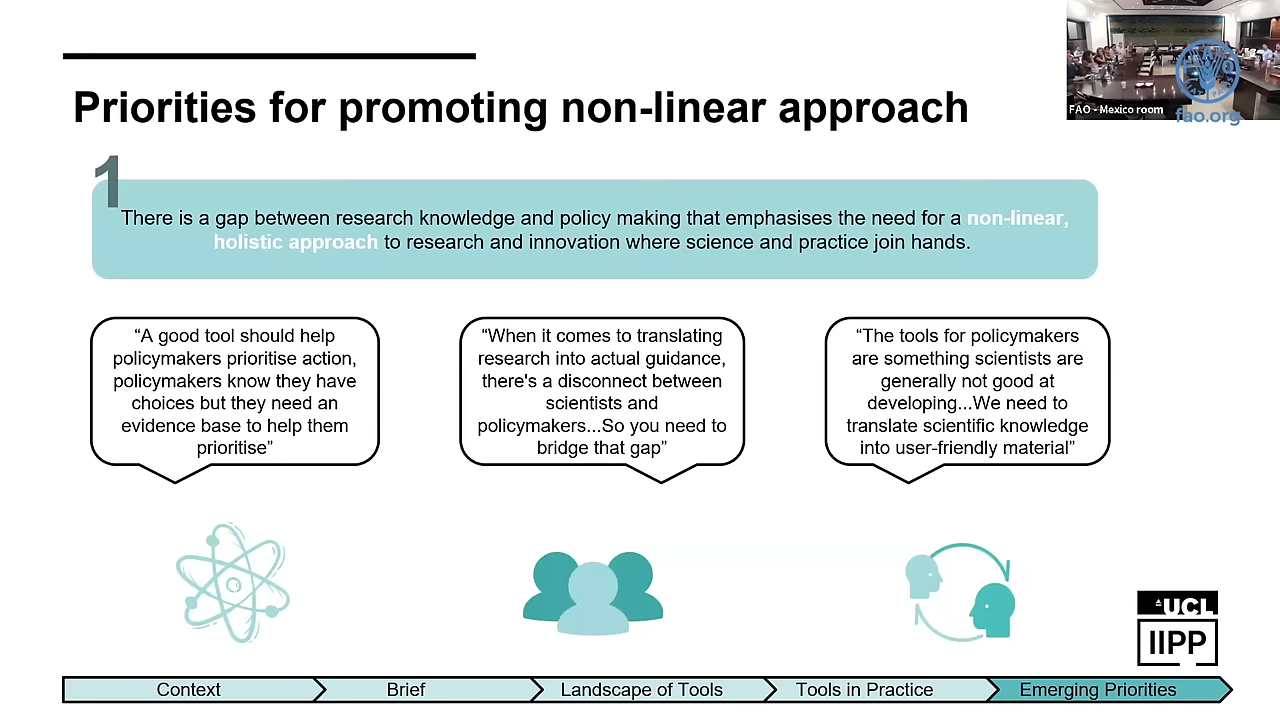 Priorities for promoting non-linear approach
FAO - Mexico room
fao.org
1
There is a gap between research knowledge and policy making that emphasises the need for a non-linear,
holistic approach to research and innovation where science and practice join hands.
“A good tool should help
policymakers prioritise action,
policymakers know they have
choices but they need an
evidence base to help them
prioritise”
“When it comes to translating
research into actual guidance,
there's a disconnect between
scientists and
policymakers...So you need to
bridge that gap”
“The tools for policymakers
are something scientists are
generally not good at
developing...We need to
translate scientific knowledge
into user-friendly material”
UCL
IIPP
Context
Brief
Landscape of Tools
Tools in Practice
Emerging Priorities